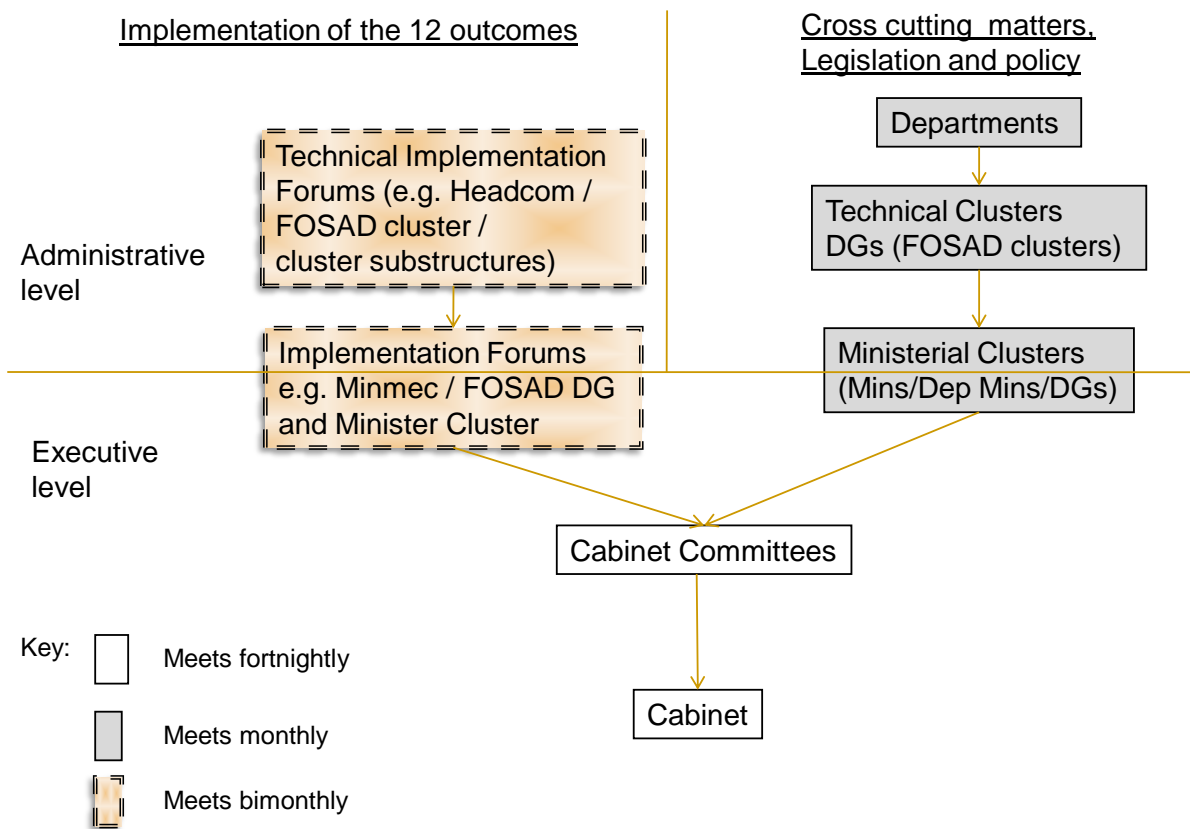 Implementation of the 12 outcomes
Cross cutting  matters,
Legislation and policy
Departments
Technical Implementation
Forums (e.g. Headcom /
FOSAD cluster /
cluster substructures)
Technical Clusters
DGs (FOSAD clusters)
Administrative
level
Implementation Forums
e.g. Minmec / FOSAD DG
and Minister Cluster
Ministerial Clusters
(Mins/Dep Mins/DGs)
Executive
level
Cabinet Committees
Cabinet
Key:
Meets fortnightly
Meets monthly
Meets bimonthly